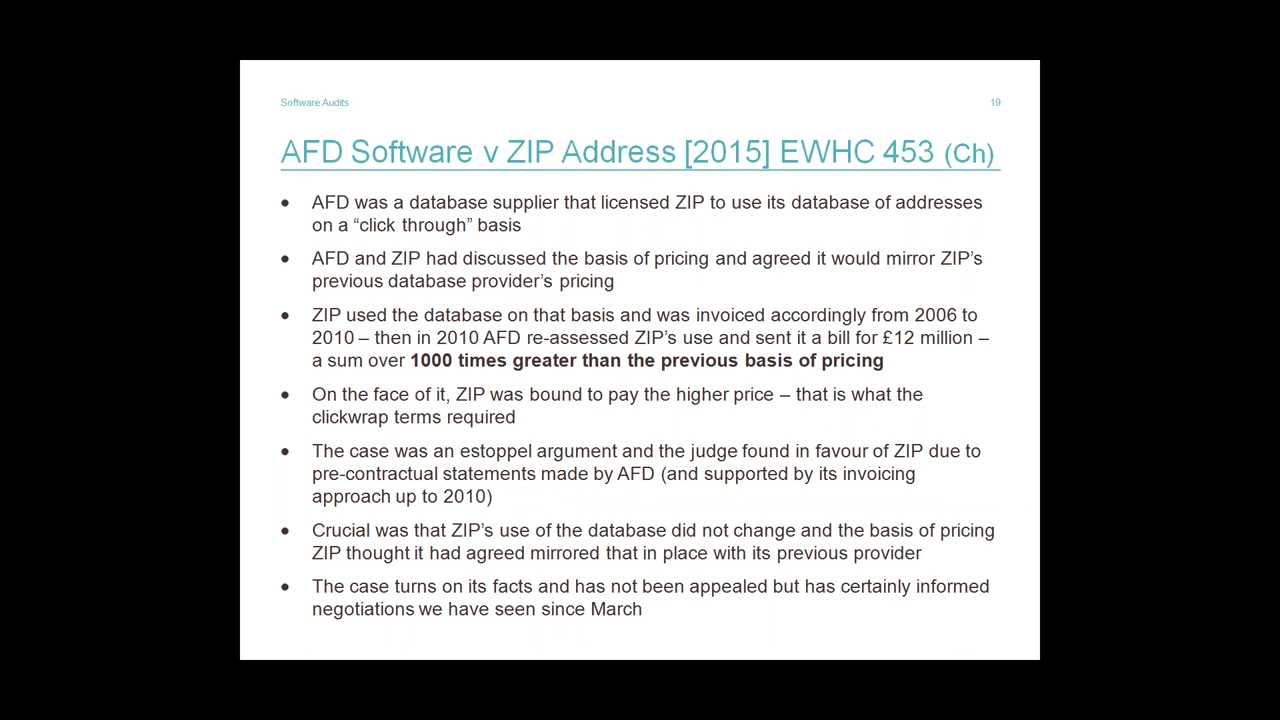 Software Audits
19
AFD Software v ZIP Address [2015] EWHC 453 (Ch)
• AFD was a database supplier that licensed ZIP to use its database of addresses
on a “click through” basis
• AFD and ZIP had discussed the basis of pricing and agreed it would mirror ZIP’s
previous database provider’s pricing
• ZIP used the database on that basis and was invoiced accordingly from 2006 to
2010 – then in 2010 AFD re-assessed ZIP’s use and sent it a bill for £12 million –
a sum over 1000 times greater than the previous basis of pricing
• On the face of it, ZIP was bound to pay the higher price – that is what the
clickwrap terms required
• The case was an estoppel argument and the judge found in favour of ZIP due to
pre-contractual statements made by AFD (and supported by its invoicing
approach up to 2010)
• Crucial was that ZIP’s use of the database did not change and the basis of pricing
ZIP thought it had agreed mirrored that in place with its previous provider
• The case turns on its facts and has not been appealed but has certainly informed
negotiations we have seen since March